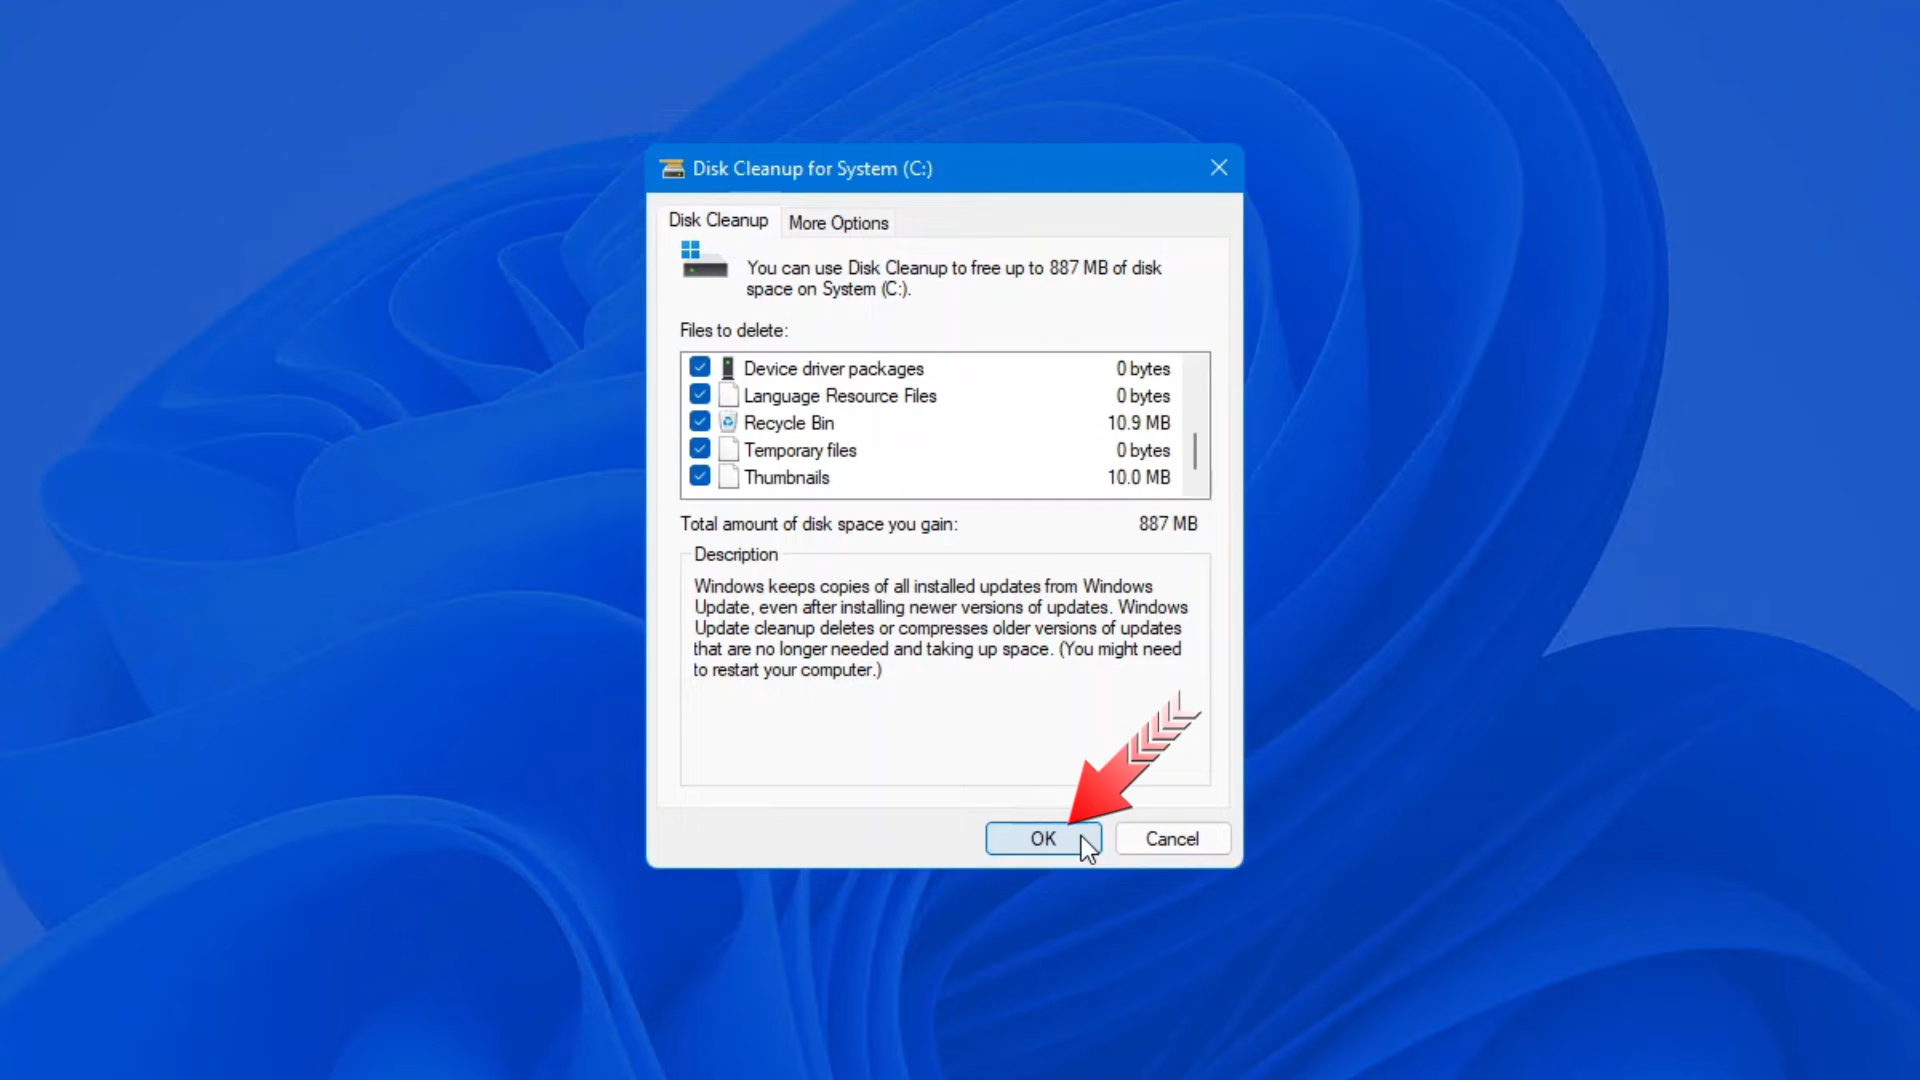 Disk Cleanup for System (C:)
Disk Cleanup
More Options
You can use Disk Cleanup to free up to 887 MB of disk
space on System (C:).
Files to delete:
Device driver packages 0 bytes
Language Resource Files 0 bytes
Recycle Bin 10.9 MB
Temporary files 0 bytes
Thumbnails 10.0 MB
Total amount of disk space you gain: 887 MB
Description
Windows keeps copies of all installed updates from Windows
Update, even after installing newer versions of updates. Windows
Update cleanup deletes or compresses older versions of updates
that are no longer needed and taking up space. (You might need
to restart your computer.)
OK
Cancel